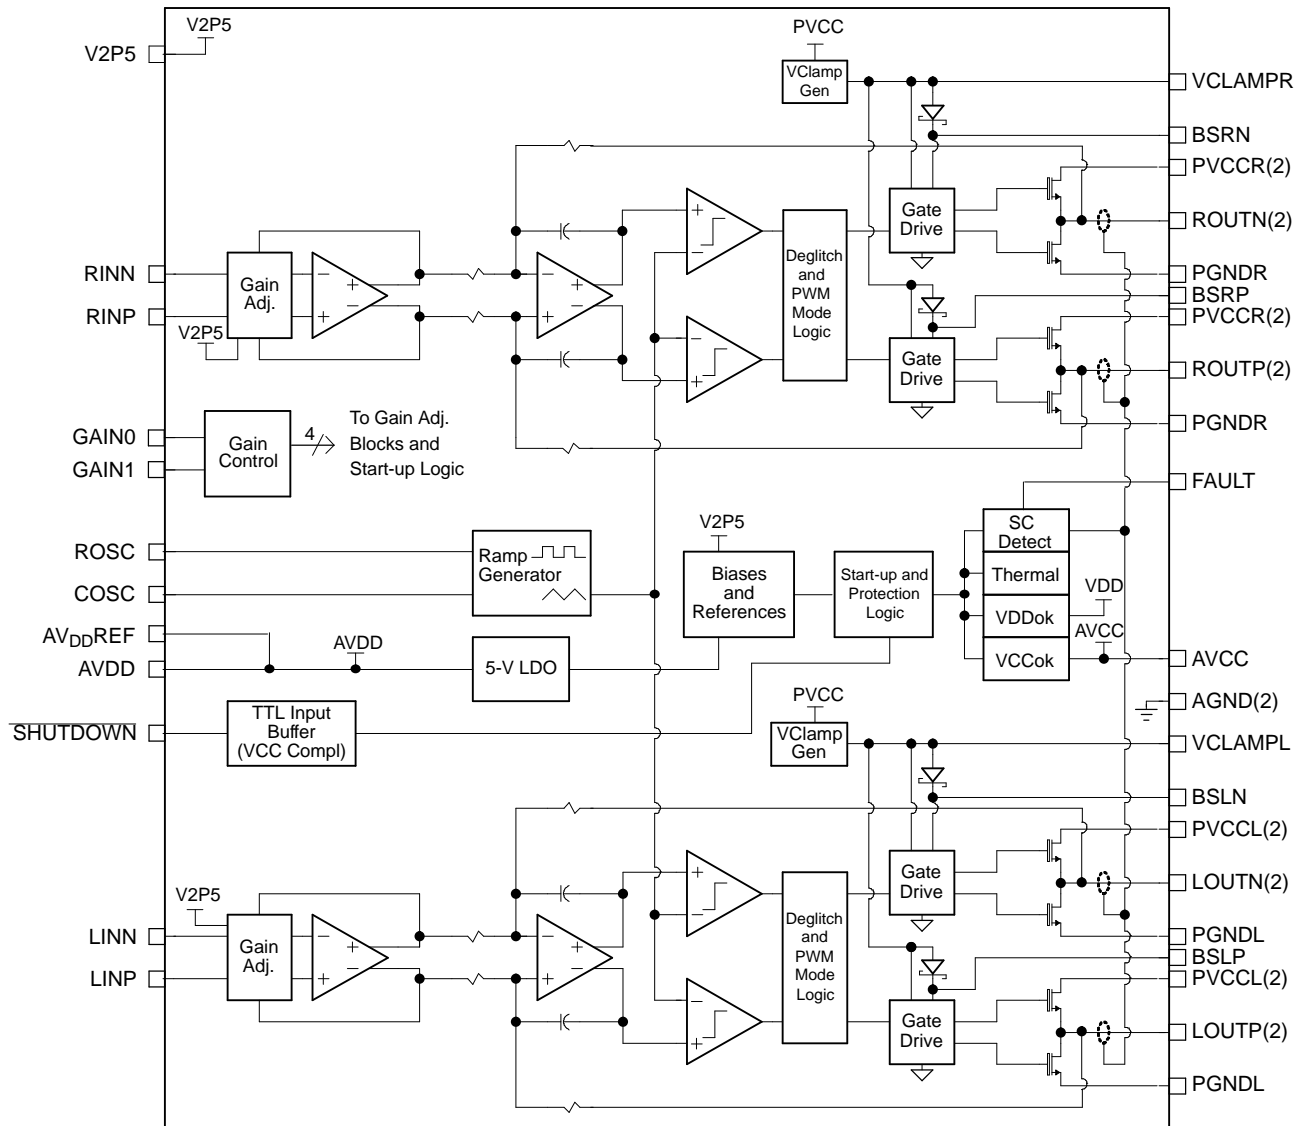 V2P5
V2P5
PVCC
VClamp
Gen
VCLAMPR
BSRN
PVCCR(2)
Gate
Drive
ROUTN(2)
Deglitch
and
PWM
Mode
Logic
RINN
Gain
Adj.
RINP
V2P5
PGNDR
BSRP
PVCCR(2)
Gate
Drive
ROUTP(2)
PGNDR
GAIN0
GAIN1
Gain
Control
4
To Gain Adj.
Blocks and
Start-up Logic
FAULT
SC
Detect
Thermal
VDDok
VCCok
VDD
AVCC
AVCC
ROSC
COSC
Ramp
Generator
V2P5
Biases
and
References
Start-up and
Protection
Logic
AVDDREF
AVDD
AVDD
5-V LDO
AGND(2)
SHUTDOWN
TTL Input
Buffer
(VCC Compl)
PVCC
VClamp
Gen
VCLAMPL
BSLN
PVCCL(2)
Gate
Drive
LOUTN(2)
Deglitch
and
PWM
Mode
Logic
V2P5
LINN
Gain
Adj.
LINP
PGNDL
BSLP
PVCCL(2)
Gate
Drive
LOUTP(2)
PGNDL